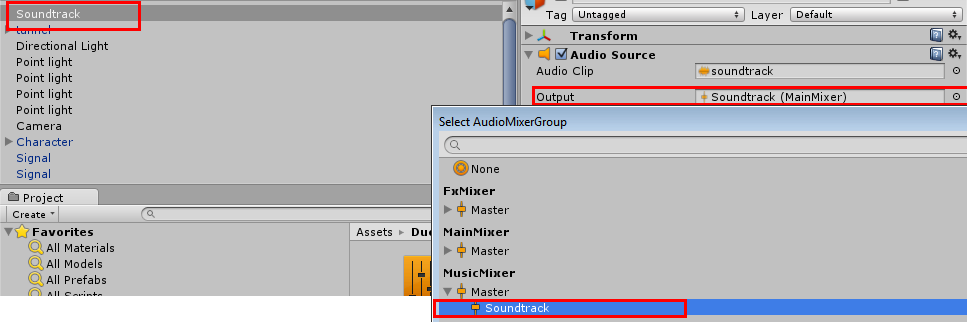 Soundtrack
tunnel
Directional Light
Point light
Point light
Point light
Point light
Camera
Character
Signal
Signal
Project
Create
Favorites
All Materials
All Models
All Prefabs
All Scripts
Assets
Tag Untagged Layer Default
Transform
Audio Source
Audio Clip soundtrack
Output Soundtrack (MainMixer)
Select AudioMixerGroup
None
FxMixer
Master
MainMixer
Master
MusicMixer
Master
Soundtrack